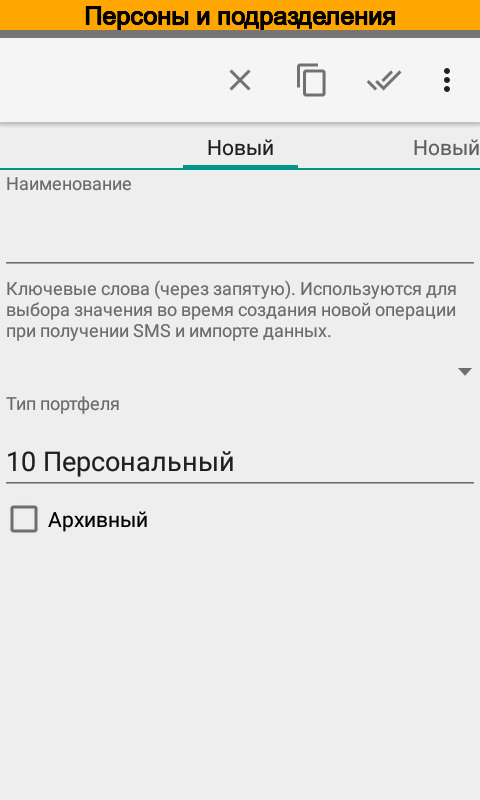 Персоны и подразделения
Новый
Новый
Наименование
Ключевые слова (через запятую). Используются для
выбора значения во время создания новой операции
при получении SMS и импорте данных.
Тип портфеля
10 Персональный
Архивный